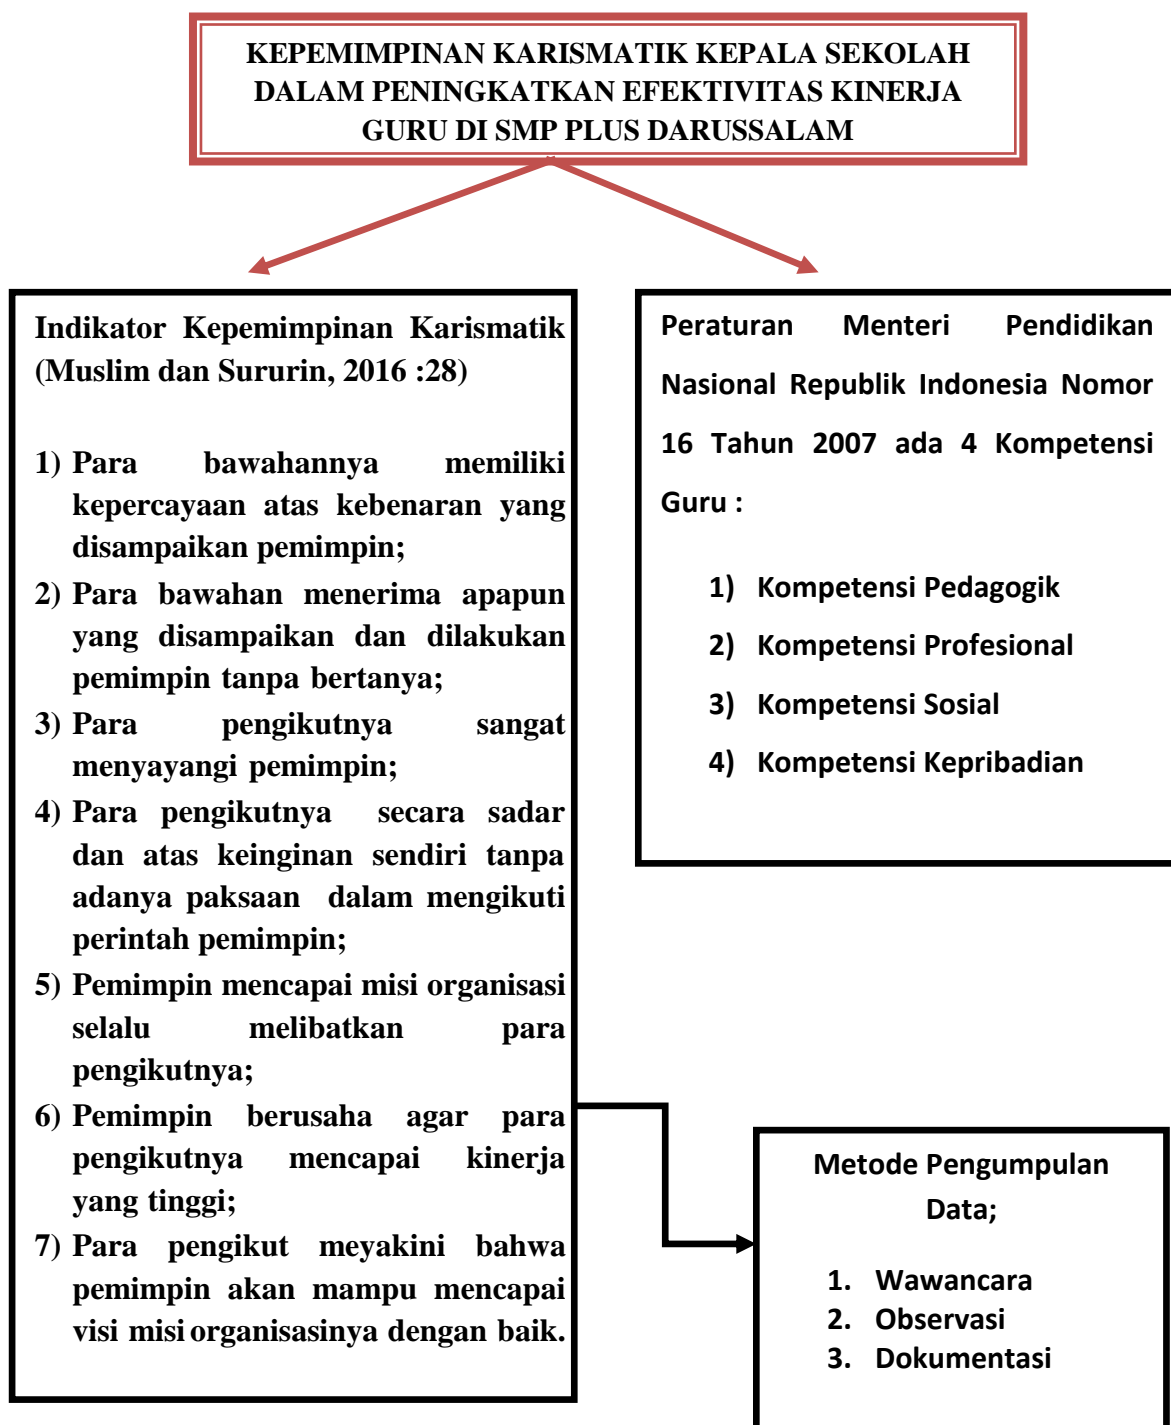 KEPEMIMPINAN KARISMATIK KEPALA SEKOLAH
DALAM PENINGKATKAN EFEKTIVITAS KINERJA
GURU DI SMP PLUS DARUSSALAM
Indikator Kepemimpinan Karismatik
(Muslim dan Sururin, 2016 :28)
1) Para bawahannya memiliki
kepercayaan atas kebenaran yang
disampaikan pemimpin;
2) Para bawahan menerima apapun
yang disampaikan dan dilakukan
pemimpin tanpa bertanya;
3) Para pengikutnya sangat
menyayangi pemimpin;
4) Para pengikutnya secara sadar
dan atas keinginan sendiri tanpa
adanya paksaan dalam mengikuti
perintah pemimpin;
5) Pemimpin mencapai misi organisasi
selalu melibatkan para
pengikutnya;
6) Pemimpin berusaha agar para
pengikutnya mencapai kinerja
yang tinggi;
7) Para pengikut meyakini bahwa
pemimpin akan mampu mencapai
visi misi organisasinya dengan baik.
Peraturan Menteri Pendidikan
Nasional Republik Indonesia Nomor
16 Tahun 2007 ada 4 Kompetensi
Guru :
1) Kompetensi Pedagogik
2) Kompetensi Profesional
3) Kompetensi Sosial
4) Kompetensi Kepribadian
Metode Pengumpulan
Data;
1. Wawancara
2. Observasi
3. Dokumentasi